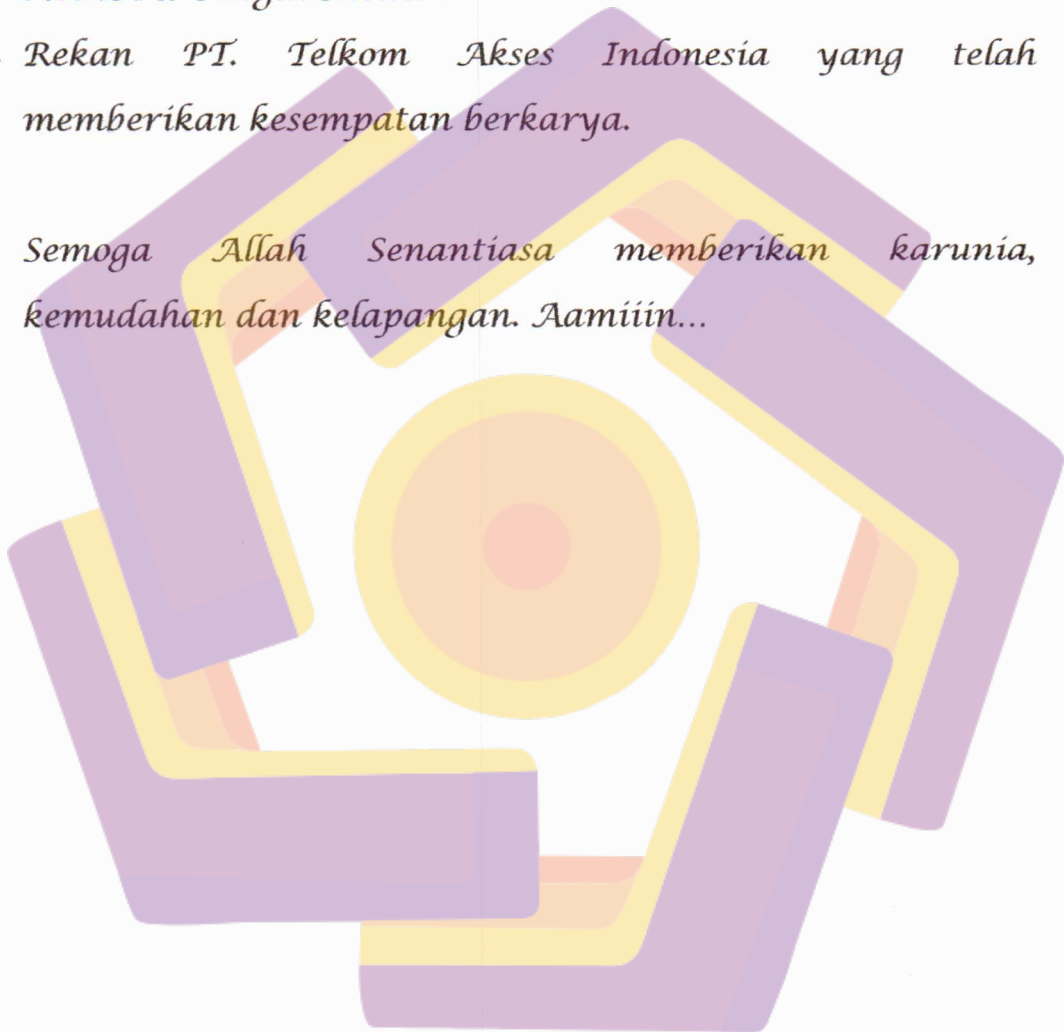 Rekan PT. Telkom Akses Indonesia yang telah
memberikan kesempatan berkarya.
Semoga Allah Senantiasa memberikan karunia,
kemudahan dan kelapangan. Aamiiin...